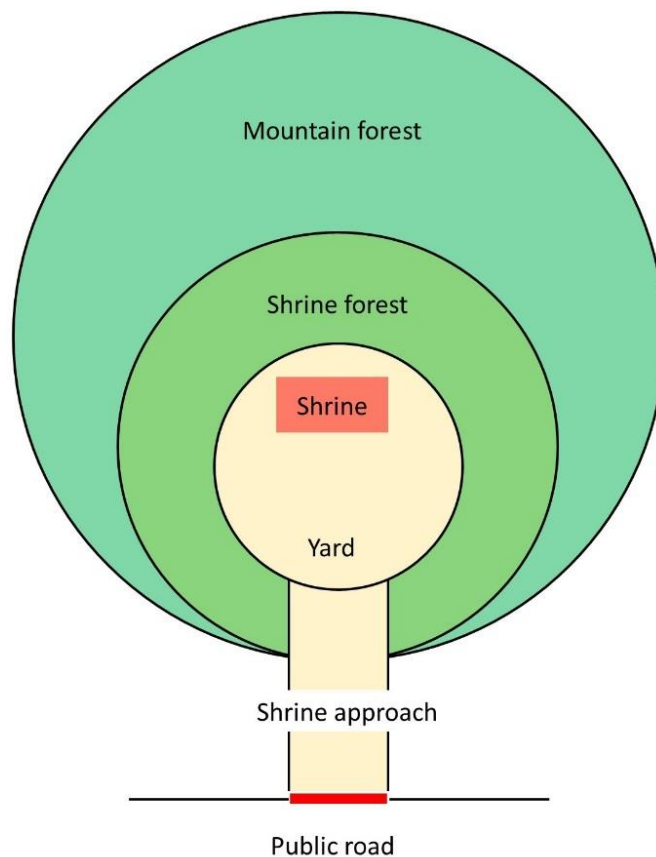 Mountain forest
Shrine forest
Shrine
Yard
Shrine approach
Public road